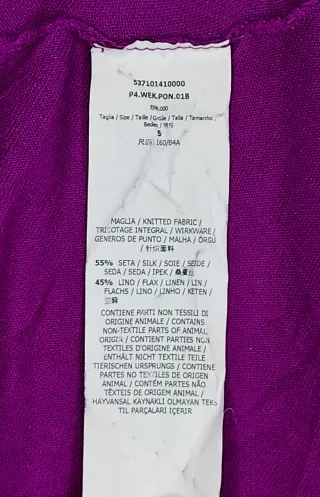 537101410000
P4.WEK.PON.01B
Taglia / Size / Taille / Größe / Talla / Tamanho
Beden / 规格
S
尺码: 160/84A
MAGLIA / KNITTED FABRIC /
TRICOTAGE INTEGRAL / WIRKWARE /
GENEROS DE PUNTO / MALHA / ÖRGÜ
/ 针织面料
55% SETA / SILK / SOIE / SEIDE /
SEDA / SEDA / IPEK / 桑蚕丝
45% LINO / FLAX / LINEN / LIN /
FLACHS / LINO / LINHO / KETEN /
亚麻
CONTIENE PARTI NON TESSILI DI
ORIGINE ANIMALE / CONTAINS
NON-TEXTILE PARTS OF ANIMAL
ORIGIN / CONTIENT PARTIES NON
TEXTILES D'ORIGINE ANIMALE /
ENTHÄLT NICHT TEXTILE TEILE
TIERISCHEN URSPRUNGS / CONTIENE
PARTES NO TEXTILES DE ORIGEN
ANIMAL / CONTÉM PARTES NÃO
TÊXTEIS DE ORIGEM ANIMAL /
HAYVANSAL KAYNAKLI OLMAYAN TEKS
TIL PARÇALARI IÇERIR